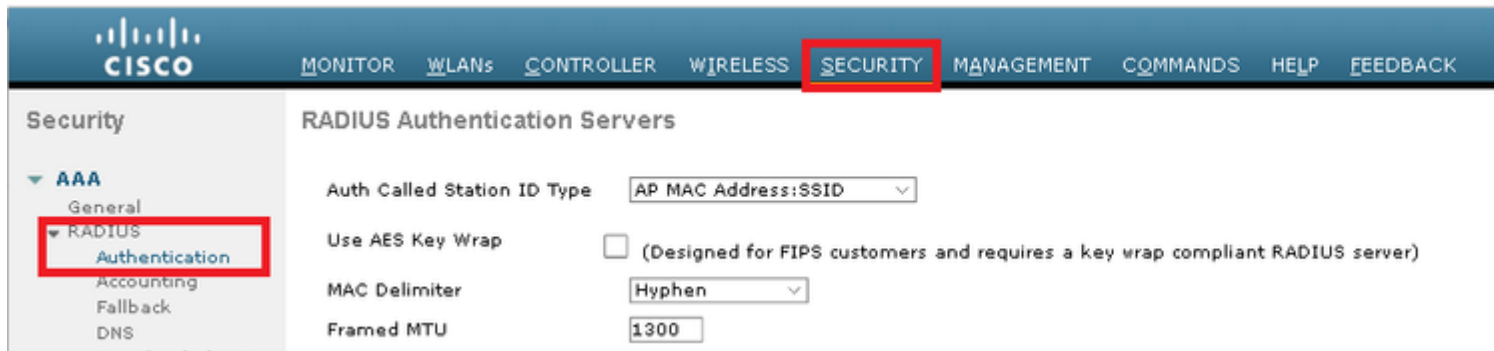 CISCO
MONITOR WLANs CONTROLLER WIRELESS SECURITY MANAGEMENT COMMANDS HELP FEEDBACK
Security
AAA
General
RADIUS
Authentication
Accounting
Fallback
DNS
RADIUS Authentication Servers
Auth Called Station ID Type AP MAC Address:SSID
Use AES Key Wrap (Designed for FIPS customers and requires a key wrap compliant RADIUS server)
MAC Delimiter Hyphen
Framed MTU 1300